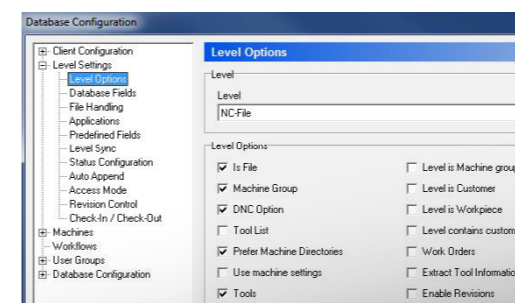 Database Configuration
Client Configuration
Level Settings
Level Options
Database Fields
File Handling
Applications
Predefined Fields
Level Sync
Status Configuration
Auto Append
Access Mode
Revision Control
Check-In / Check-Out
Machines
Workflows
User Groups
Database Configuration
Level Options
Level
Level
NC-File
Level Options
Is File
Level is Machine grou
Machine Group
Level is Customer
DNC Option
Level is Workpiece
Tool List
Level contains custom
Prefer Machine Directories
Work Orders
Use machine settings
Extract Tool Informatio
Tools
Enable Revisions